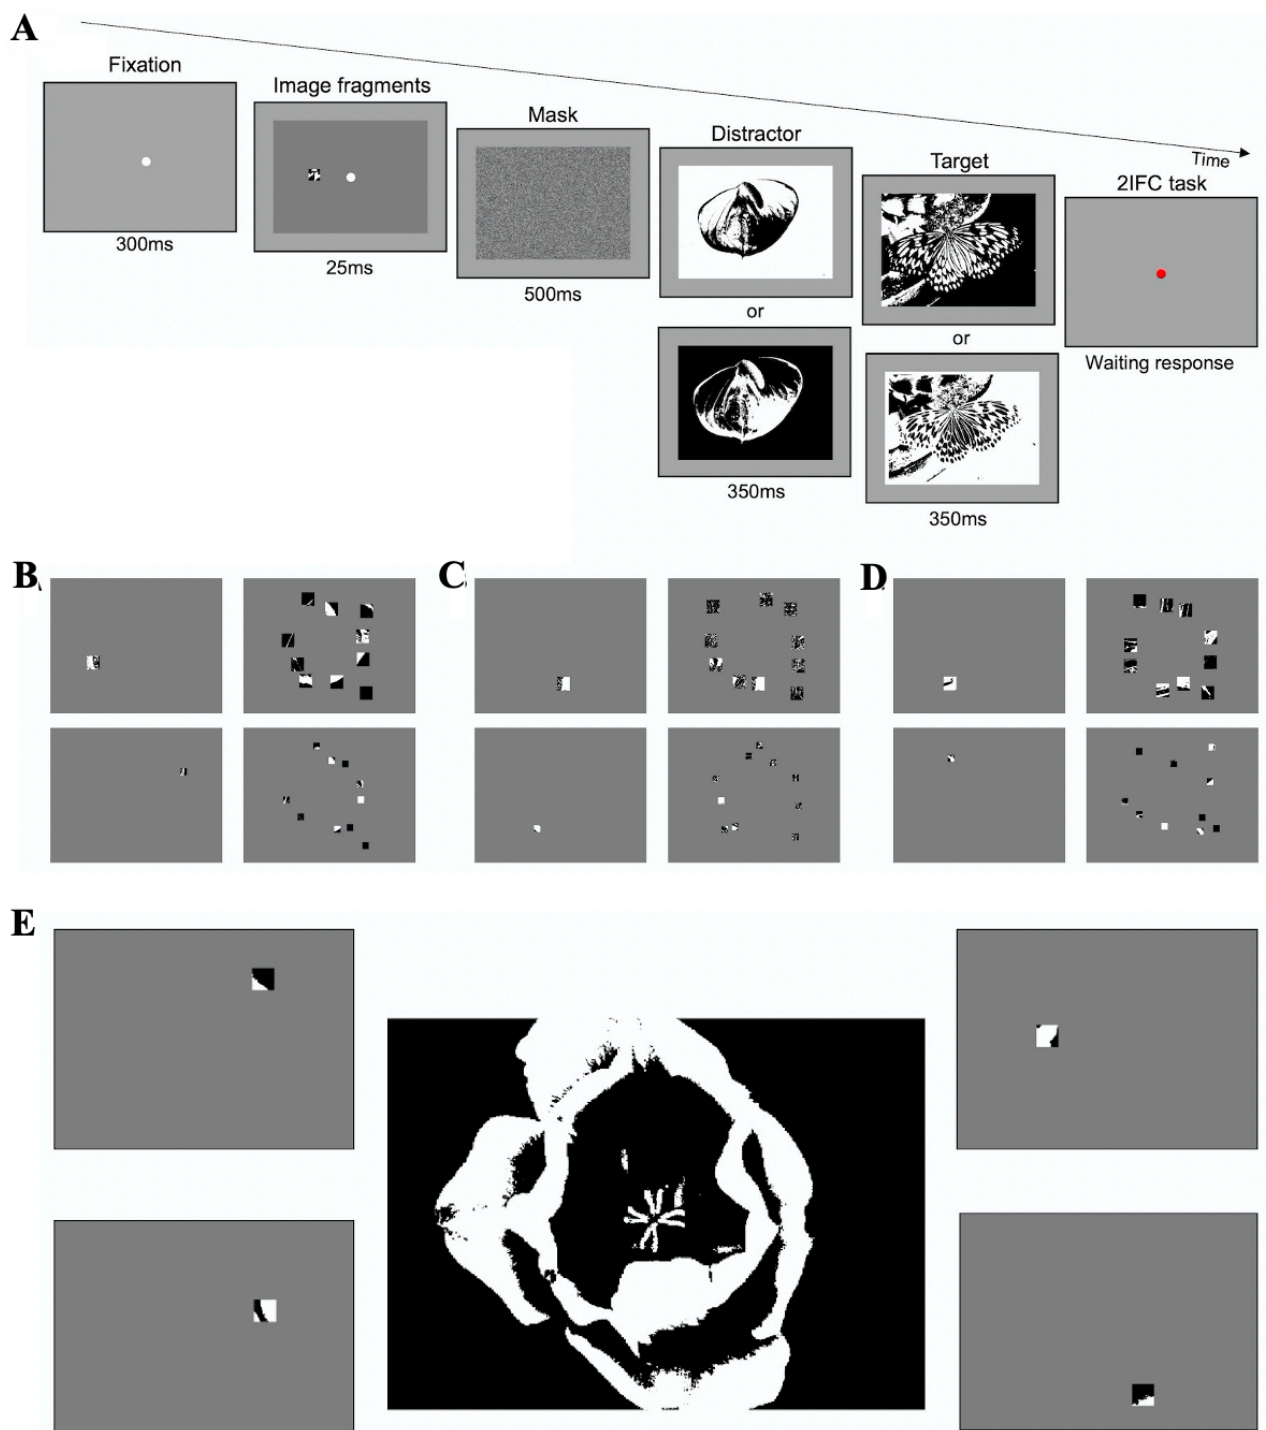 A
Fixation
Image fragments
Mask
Distractor
Target
Time
2IFC task
300ms
25ms
500ms
or
or
Waiting response
350ms
350ms
B
C
D
E